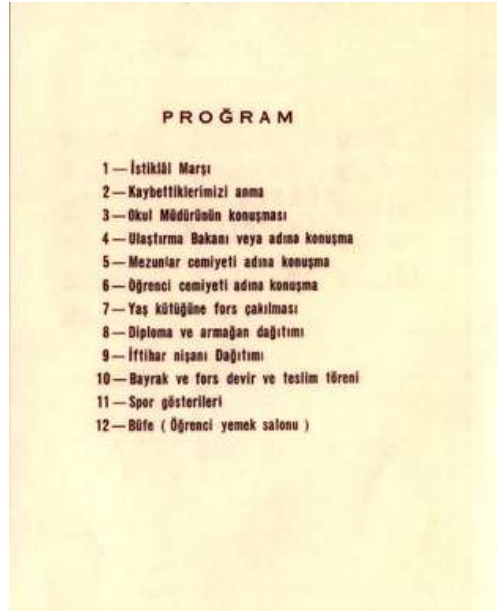 PROĞRAM
1 — İstiklâl Marşı
2 — Kaybettiklerimizi anma
3 — Okul Müdürünün konuşması
4 — Ulaştırma Bakanı veya adına konuşma
5 — Mezunlar cemiyeti adına konuşma
6 — Öğrenci cemiyeti adına konuşma
7 — Yaş kütüğüne fors çakılması
8 — Diploma ve armağan dağıtımı
9 — İftihar nişanı Dağıtımı
10 — Bayrak ve fors devir ve teslim töreni
11 — Spor gösterileri
12 — Büfe ( Öğrenci yemek salonu )